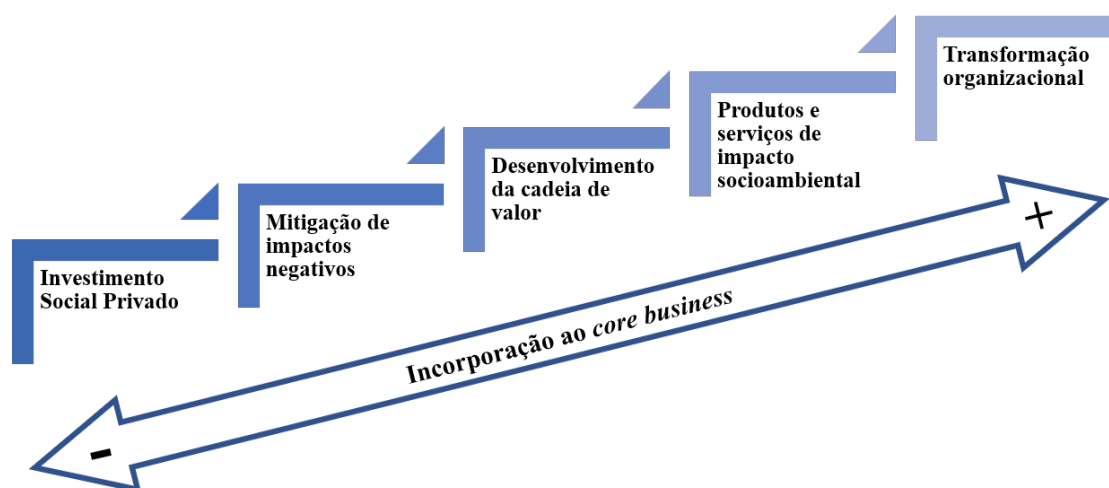 Investimento
Social Privado
Mitigação de
impactos
negativos
Desenvolvimento
da cadeia de
valor
Produtos e
serviços de
impacto
socioambiental
Transformação
organizacional
-
Incorporação ao core business
+